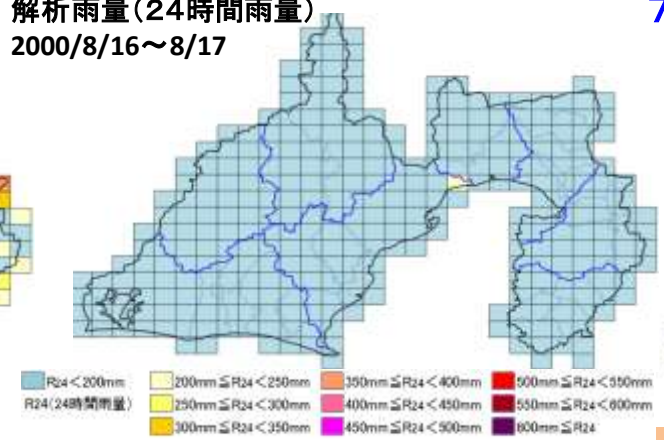 解析雨量(24時間雨量)
2000/8/16～8/17
7
R24＜200mm
R24(24時間雨量)
200mm≦R24＜250mm
250mm≦R24＜300mm
300mm≦R24＜350mm
350mm≦R24＜400mm
400mm≦R24＜450mm
450mm≦R24＜500mm
500mm≦R24＜550mm
550mm≦R24＜600mm
600mm≦R24